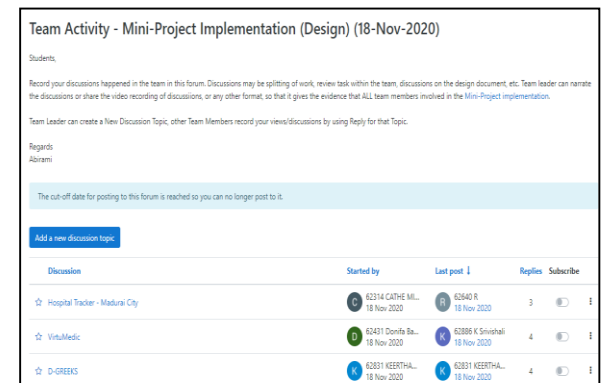 Team Activity - Mini-Project Implementation (Design) (18-Nov-2020)
Students,
Record your discussions happened in the team in this forum. Discussions may be splitting of work, review task within the team, discussions on the design document, etc. Team leader can narrate
the discussions or share the video recording of discussiions, or any other format, so that it gives the evidence that ALL team members involved in the Mini-Project implementation.
Team Leader can create a New Discussion Topic, other Team Members record your views/discussions by using Reply for that Topic.
Regards
Abirami
The cut-off date for posting to this forum is reached so you can no longer post to it.
Add a new discussion topic
Discussion Started by Last post ↓ Replies Subscribe
Hospital Tracker - Madurai City C 62314 CATHE MI... 18 Nov 2020 R 62640 R 18 Nov 2020 3
VirtuMedic D 62431 Donifa Ba... 18 Nov 2020 K 62886 K Srivishali 18 Nov 2020 4
D-GREEKS K 62831 KEERTHA... 18 Nov 2020 K 62831 KEERTHA... 18 Nov 2020 4